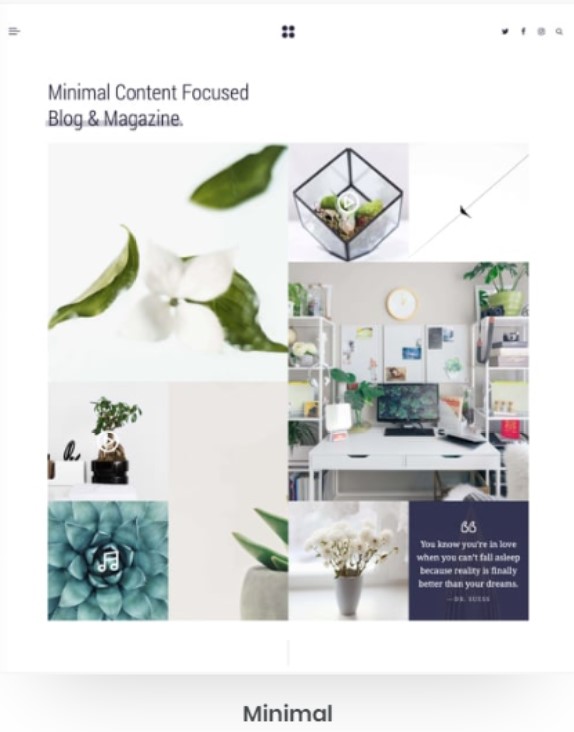 Minimal Content Focused
Blog & Magazine.
You know you're in love
when you can't fall asleep
because reality is finally
better than your dreams.
—DR. SUESS
Minimal